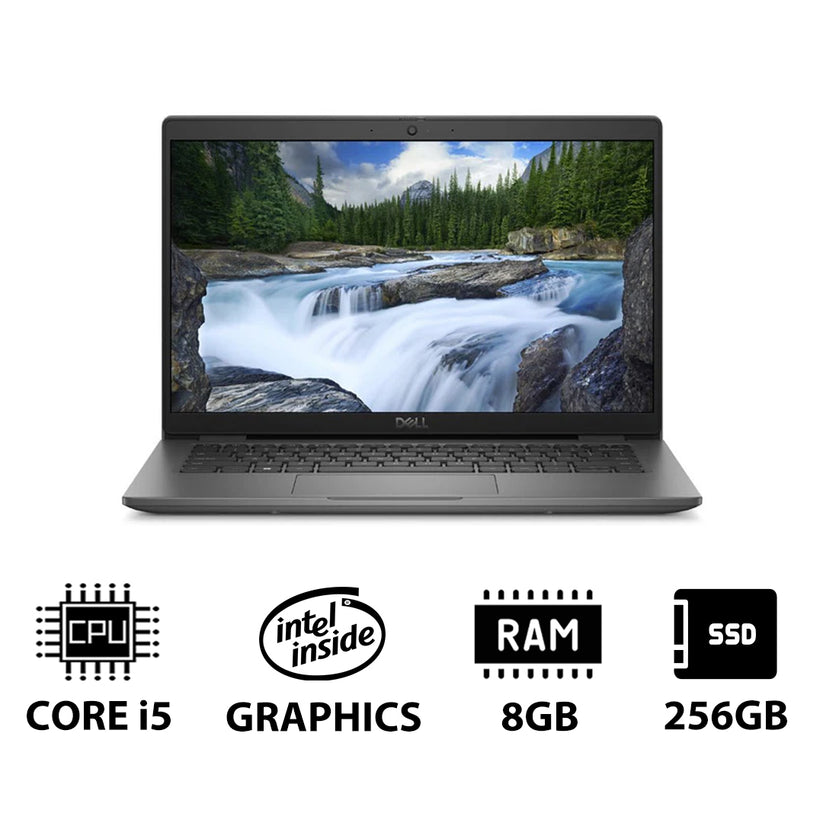 DELL
CPU
intel
inside
RAM
SSD
CORE i5
GRAPHICS
8GB
256GB